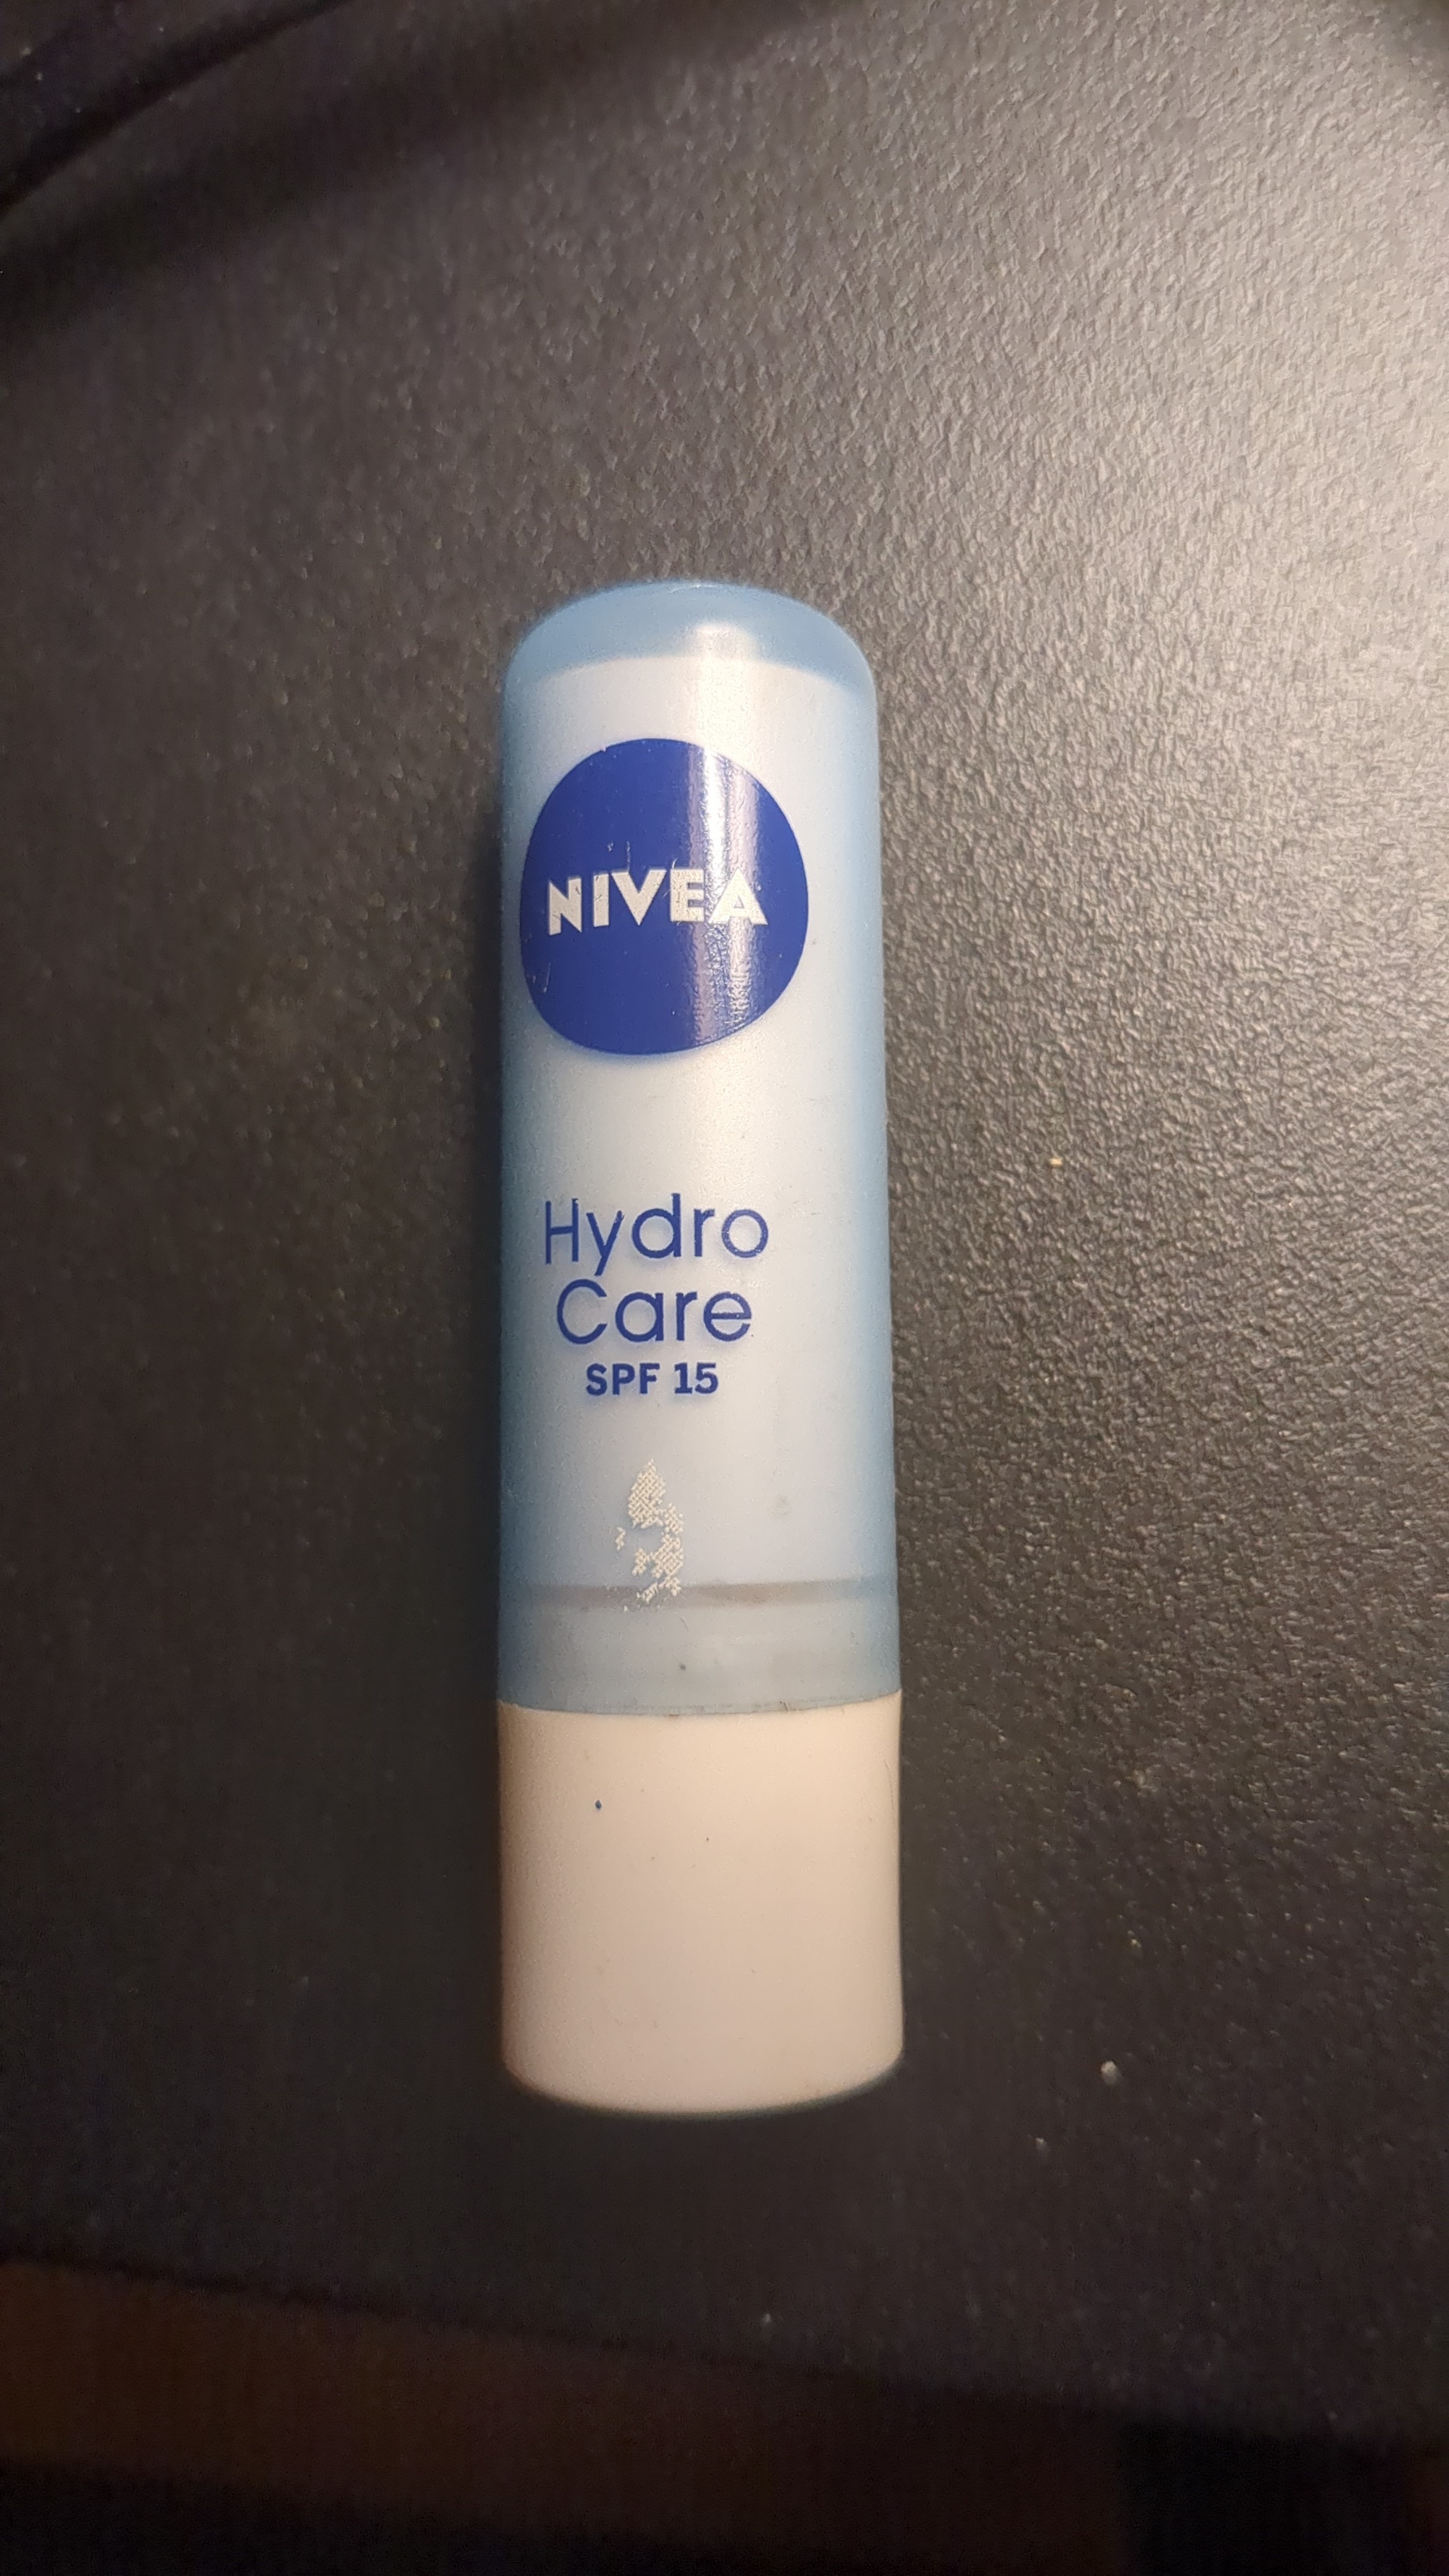 NIVEA
Hydro
Care
SPF 15